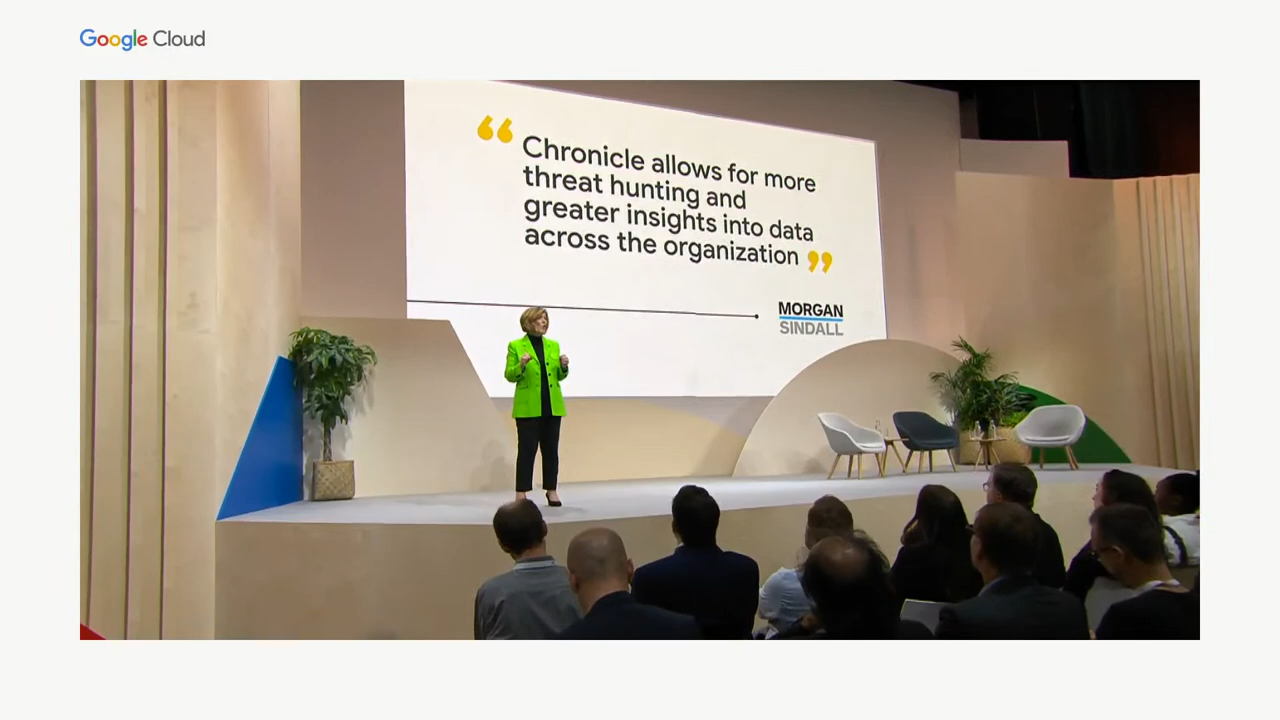 Google Cloud
“ Chronicle allows for more
threat hunting and
greater insights into data
across the organization ”
MORGAN
SINDALL